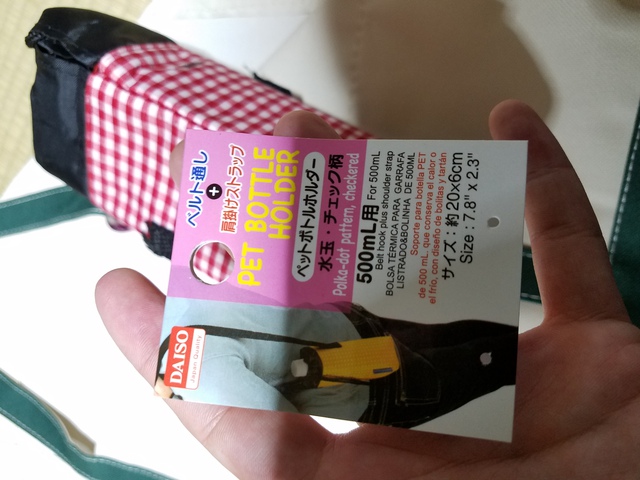 ベルト通し
+
肩掛けストラップ
PET BOTTLE
HOLDER
ペットボトルホルダー
水玉・チェック柄
Polka-dot pattern, checkered
500mL用 For 500mL
Belt hook plus shoulder strap
BOLSA TÉRMICA PARA GARRAFA
LISTRADO&BOLINHA DE 500ML
Soporte para botella PET
de 500 mL que conserva el calor o
el frío, con diseño de bolitas y tartán
サイズ：約20×6cm
Size : 7.8" x 2.3"
DAISO
Japan Quality